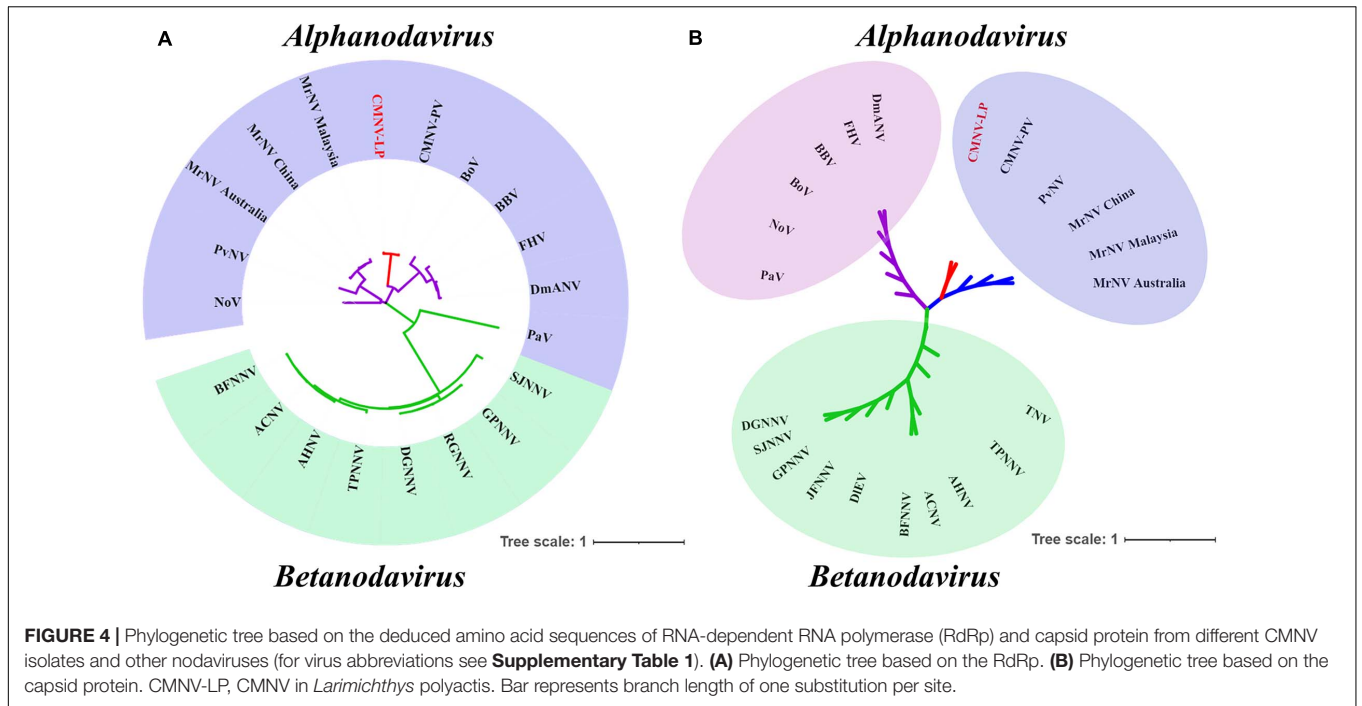 A
Alphanodavirus
B
Alphanodavirus
NoV
PvNV
MrNV Australia
MrNV China
MrNV Malaysia
CMNV-LP
CMNV-PV
BoV
BBV
FHV
DmANV
PaV
SJNNV
GPNNV
RGNNV
DGNNV
TPNNV
AHNV
ACNV
BFNNV
Tree scale: 1
Betanodavirus
DmANV
FHV
BBV
BoV
NoV
PaV
CMNV-LP
CMNV-PV
PvNV
MrNV China
MrNV Malaysia
MrNV Australia
DGNNV
SJNNV
GPNNV
JFNNV
DIEV
BFNNV
ACNV
AHNV
TPNNV
TNV
Tree scale: 1
Betanodavirus
FIGURE 4 | Phylogenetic tree based on the deduced amino acid sequences of RNA-dependent RNA polymerase (RdRp) and capsid protein from different CMNV
isolates and other nodaviruses (for virus abbreviations see Supplementary Table 1). (A) Phylogenetic tree based on the RdRp. (B) Phylogenetic tree based on the
capsid protein. CMNV-LP, CMNV in Larimichthys polyactis. Bar represents branch length of one substitution per site.